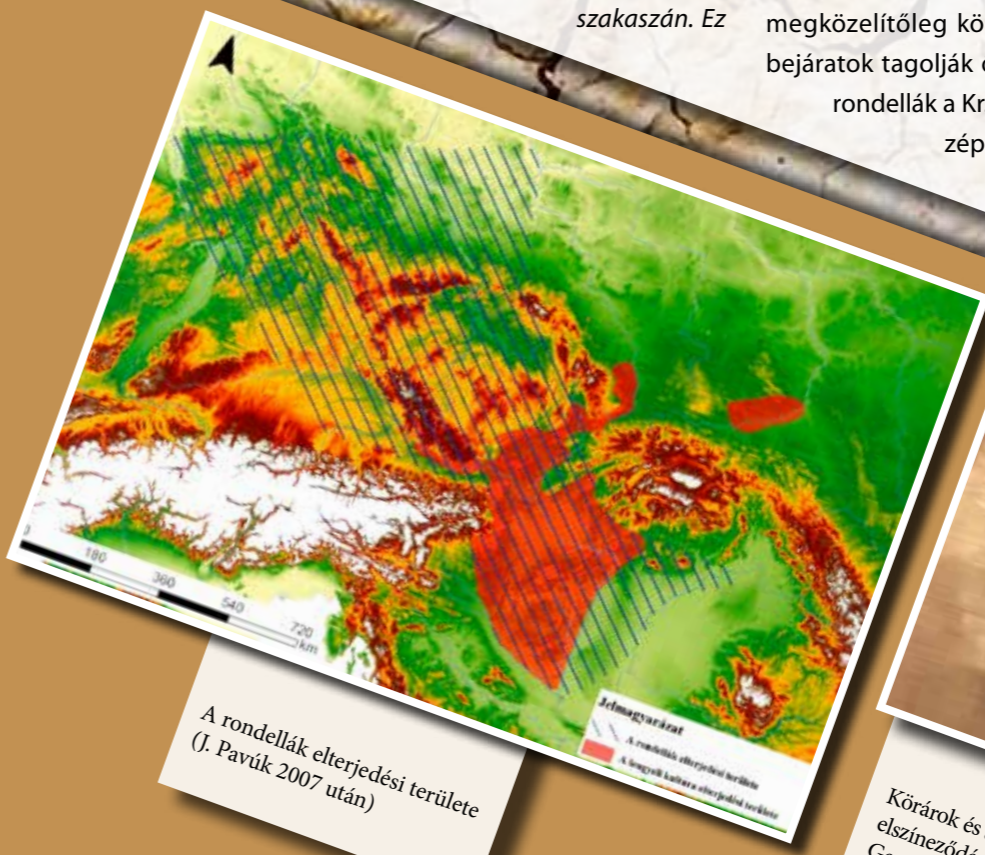 szakaszán. Ez
megközelítőleg kö
bejáratok tagolják
rondellák a Kr.
zép
180
360
540
720
km
Jelmagyarázat
A rondellák elterjedési területe
A lengyeli kultúra elterjedési területe
A rondellák elterjedési területe
(J. Pavúk 2007 után)
Körárok és
elszíneződé